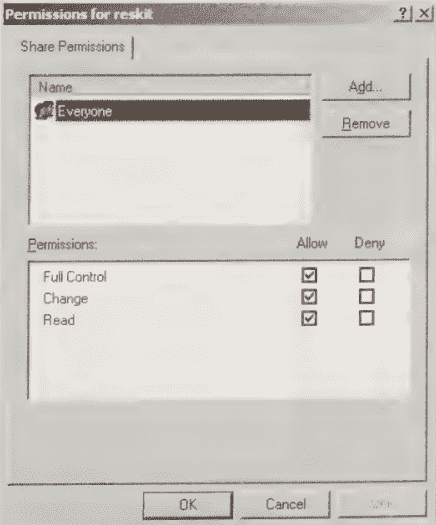 Permissions for reskit
Share Permissions
Name
Add...
Everyone
Remove
Permissions: Allow Deny
Full Control
Change
Read
OK Cancel